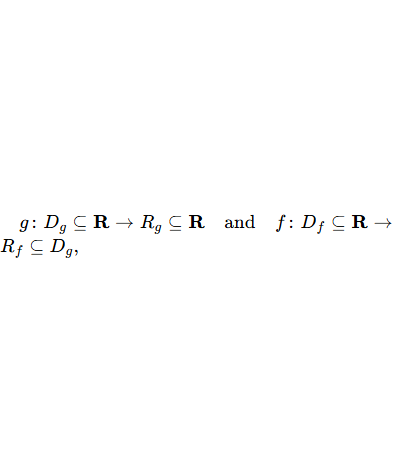 g: D_g ⊆ R → R_g ⊆ R and f: D_f ⊆ R →
R_f ⊆ D_g,